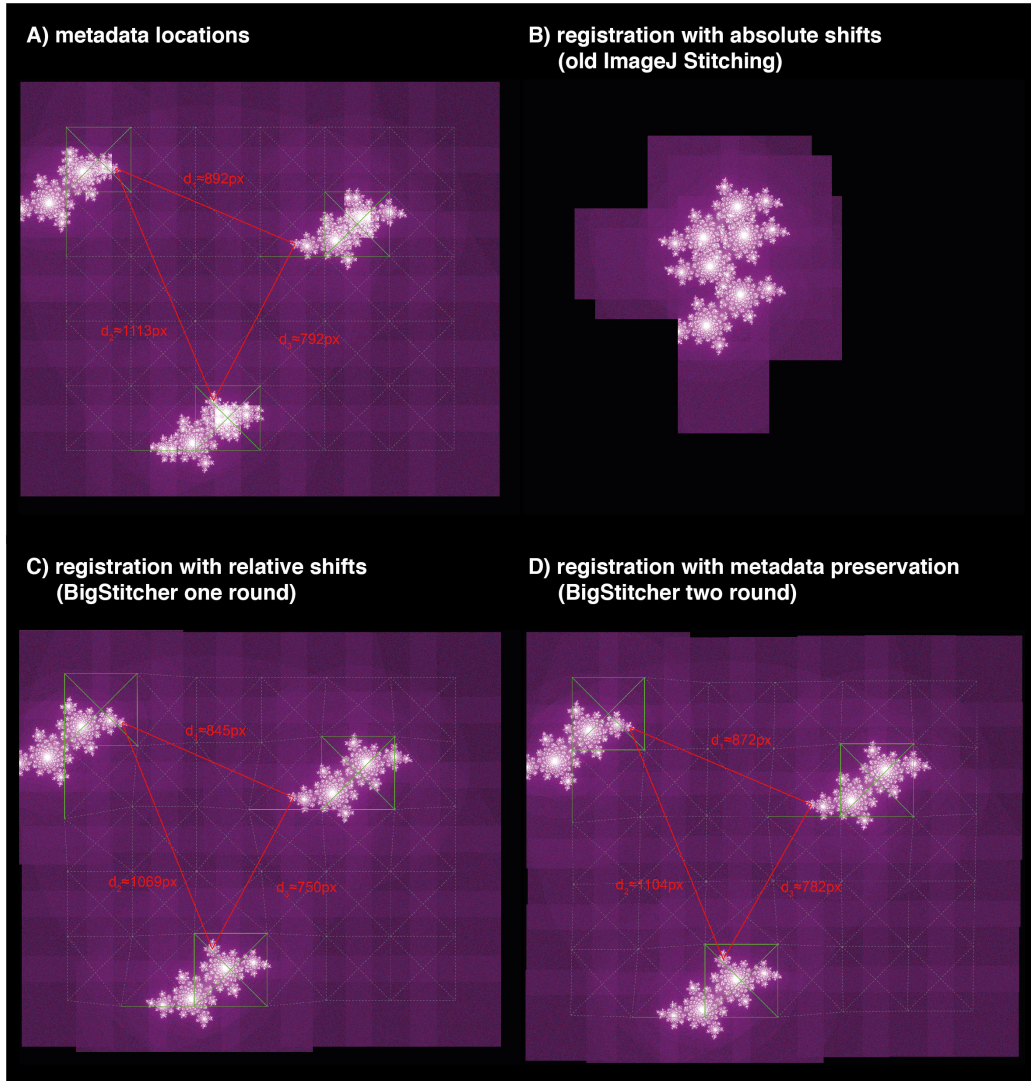 A) metadata locations
B) registration with absolute shifts
(old ImageJ Stitching)
d₁≈892px
d₂≈1113px
d₃≈792px
C) registration with relative shifts
(BigStitcher one round)
D) registration with metadata preservation
(BigStitcher two round)
d₁≈845px
d₂≈1069px
d₃≈750px
d₁≈872px
d₂≈1104px
d₃≈782px